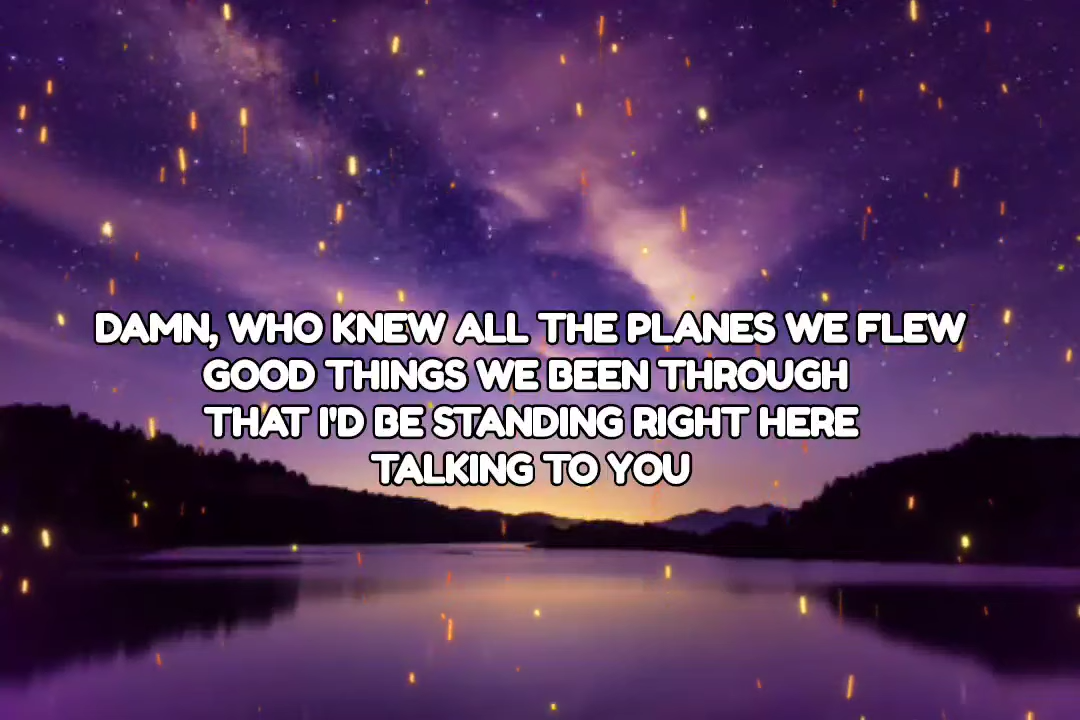 DAMN, WHO KNEW ALL THE PLANES WE FLEW
GOOD THINGS WE BEEN THROUGH
THAT I'D BE STANDING RIGHT HERE
TALKING TO YOU